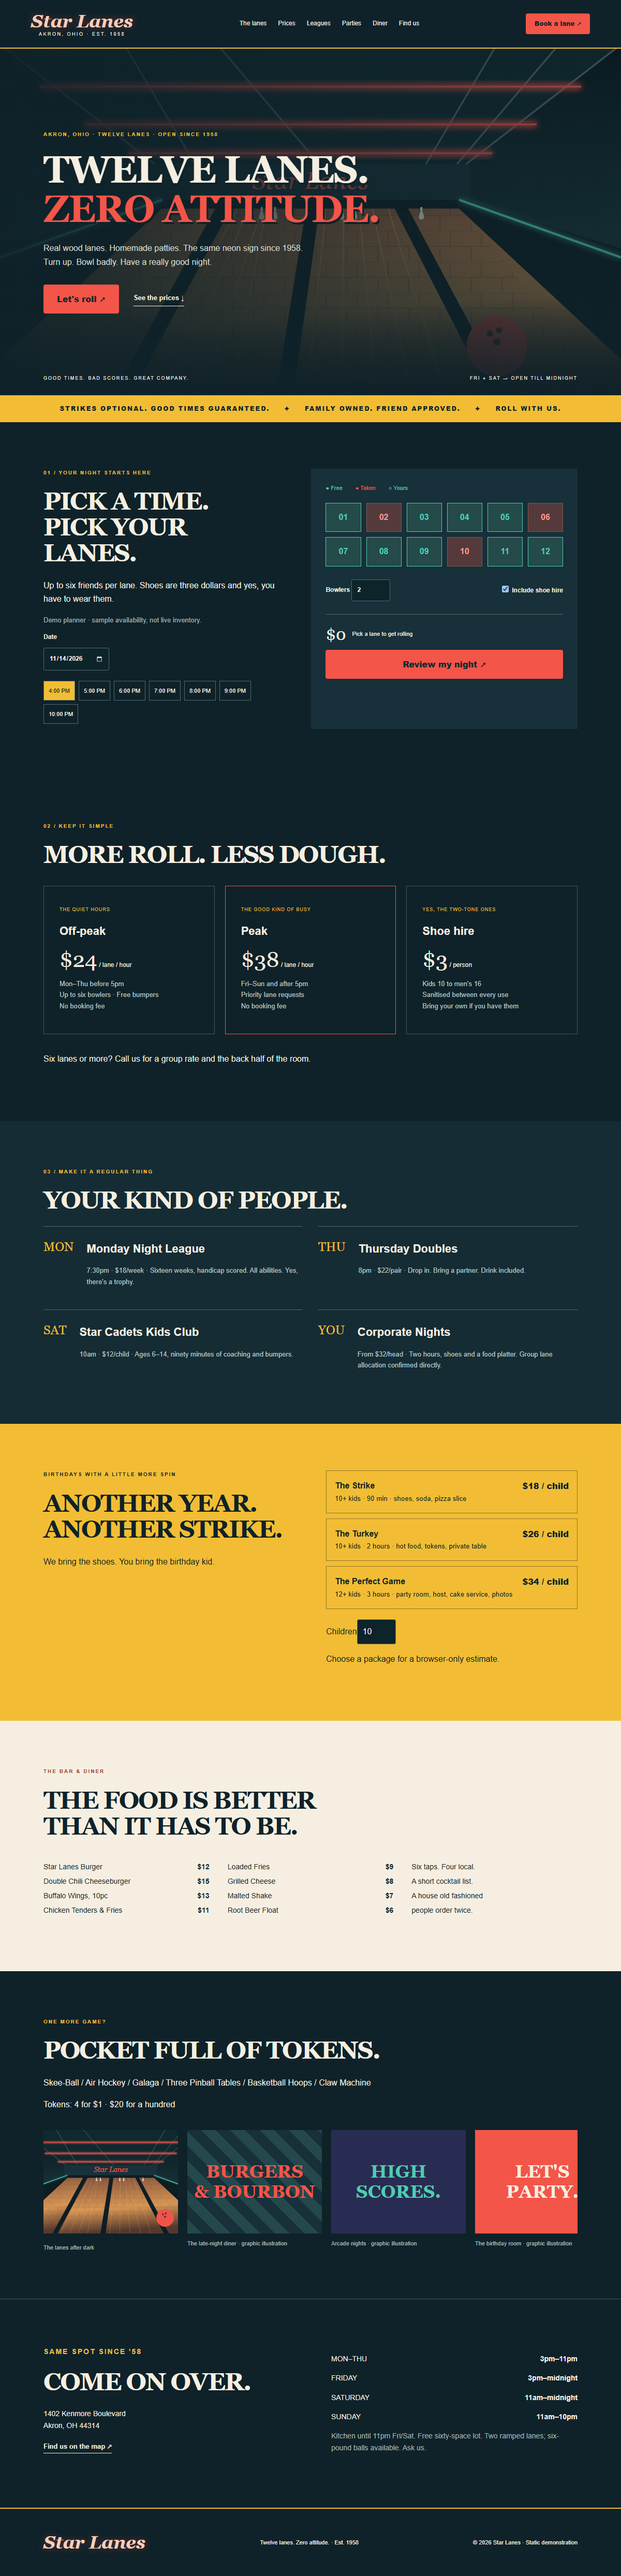 Star Lanes
AKRON, OHIO · EST. 1958
The lanes
Prices
Leagues
Parties
Diner
Find us
Book a lane ↗
AKRON, OHIO · TWELVE LANES · OPEN SINCE 1958
Star Lanes
TWELVE LANES.
ZERO ATTITUDE.
Real wood lanes. Homemade patties. The same neon sign since 1958.
Turn up. Bowl badly. Have a really good night.
Let's roll ↗
See the prices ↓
GOOD TIMES. BAD SCORES. GREAT COMPANY.
FRI + SAT → OPEN TILL MIDNIGHT
STRIKES OPTIONAL. GOOD TIMES GUARANTEED. ✦ FAMILY OWNED. FRIEND APPROVED. ✦ ROLL WITH US.
01 / YOUR NIGHT STARTS HERE
PICK A TIME.
PICK YOUR
LANES.
Up to six friends per lane. Shoes are three dollars and yes, you
have to wear them.
Demo planner · sample availability, not live inventory.
Date
11/14/2026
4:00 PM
5:00 PM
6:00 PM
7:00 PM
8:00 PM
9:00 PM
10:00 PM
● Free
● Taken
○ Yours
01
02
03
04
05
06
07
08
09
10
11
12
Bowlers
2
Include shoe hire
$0
Pick a lane to get rolling
Review my night ↗
02 / KEEP IT SIMPLE
MORE ROLL. LESS DOUGH.
THE QUIET HOURS
Off-peak
$24 / lane / hour
Mon–Thu before 5pm
Up to six bowlers · Free bumpers
No booking fee
THE GOOD KIND OF BUSY
Peak
$38 / lane / hour
Fri–Sun and after 5pm
Priority lane requests
No booking fee
YES, THE TWO-TONE ONES
Shoe hire
$3 / person
Kids 10 to men's 16
Sanitised between every use
Bring your own if you have them
Six lanes or more? Call us for a group rate and the back half of the room.
03 / MAKE IT A REGULAR THING
YOUR KIND OF PEOPLE.
MON
Monday Night League
7:30pm · $18/week · Sixteen weeks, handicap scored. All abilities. Yes,
there's a trophy.
THU
Thursday Doubles
8pm · $22/pair · Drop in. Bring a partner. Drink included.
SAT
Star Cadets Kids Club
10am · $12/child · Ages 6–14, ninety minutes of coaching and bumpers.
YOU
Corporate Nights
From $32/head · Two hours, shoes and a food platter. Group lane
allocation confirmed directly.
BIRTHDAYS WITH A LITTLE MORE SPIN
ANOTHER YEAR.
ANOTHER STRIKE.
We bring the shoes. You bring the birthday kid.
The Strike
$18 / child
10+ kids · 90 min · shoes, soda, pizza slice
The Turkey
$26 / child
10+ kids · 2 hours · hot food, tokens, private table
The Perfect Game
$34 / child
12+ kids · 3 hours · party room, host, cake service, photos
Children
10
Choose a package for a browser-only estimate.
THE BAR & DINER
THE FOOD IS BETTER
THAN IT HAS TO BE.
Star Lanes Burger $12
Double Chili Cheeseburger $15
Buffalo Wings, 10pc $13
Chicken Tenders & Fries $11
Loaded Fries $9
Grilled Cheese $8
Malted Shake $7
Root Beer Float $6
Six taps. Four local.
A short cocktail list.
A house old fashioned
people order twice.
ONE MORE GAME?
POCKET FULL OF TOKENS.
Skee-Ball / Air Hockey / Galaga / Three Pinball Tables / Basketball Hoops / Claw Machine
Tokens: 4 for $1 · $20 for a hundred
Star Lanes
The lanes after dark
BURGERS
& BOURBON
The late-night diner · graphic illustration
HIGH
SCORES.
Arcade nights · graphic illustration
LET'S
PARTY.
The birthday room · graphic illustration
SAME SPOT SINCE '58
COME ON OVER.
1402 Kenmore Boulevard
Akron, OH 44314
Find us on the map ↗
MON–THU 3pm–11pm
FRIDAY 3pm–midnight
SATURDAY 11am–midnight
SUNDAY 11am–10pm
Kitchen until 11pm Fri/Sat. Free sixty-space lot. Two ramped lanes; six-
pound balls available. Ask us.
Star Lanes
Twelve lanes. Zero attitude. · Est. 1958
© 2026 Star Lanes · Static demonstration